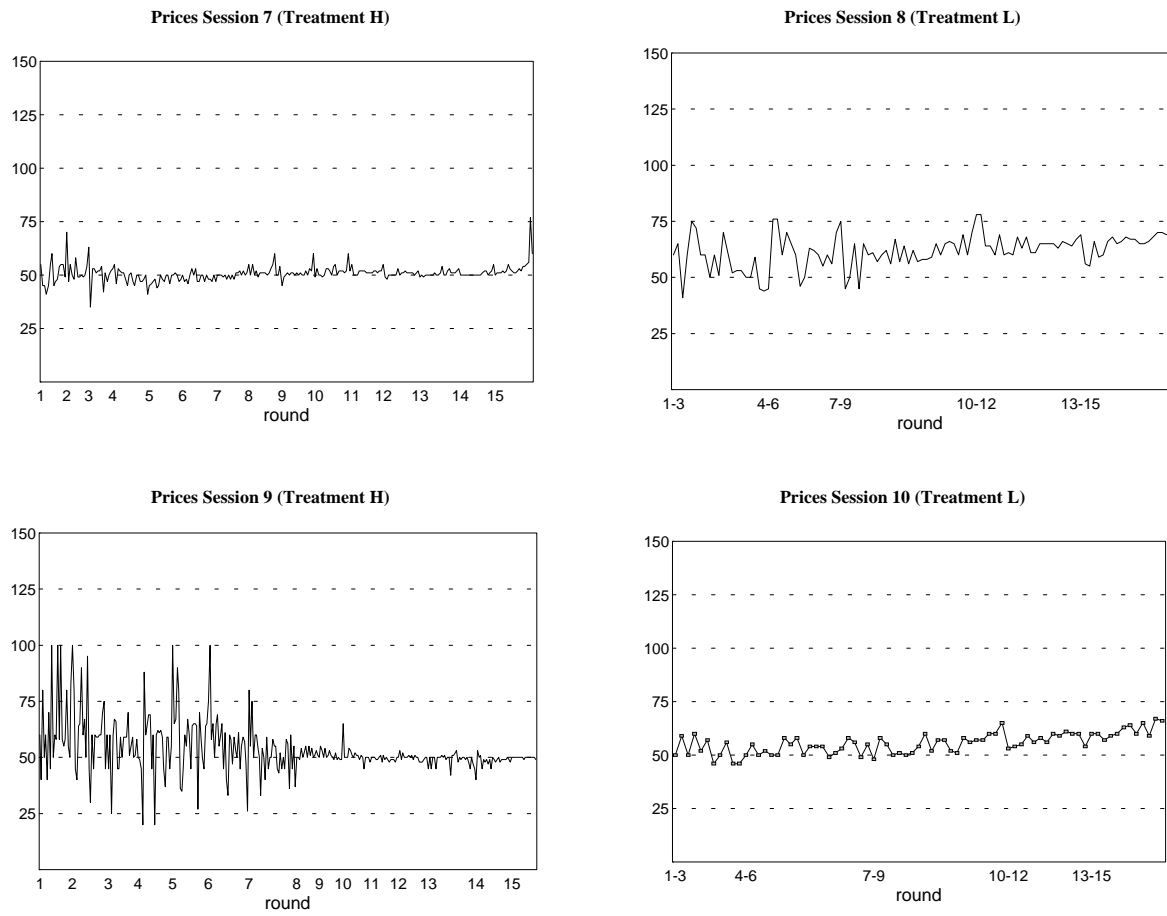 Prices Session 7 (Treatment H)
150
125
100
75
50
25
1 2 3 4 5 6 7 8 9 10 11 12 13 14 15
round
Prices Session 8 (Treatment L)
150
125
100
75
50
25
1-3 4-6 7-9 10-12 13-15
round
Prices Session 9 (Treatment H)
150
125
100
75
50
25
1 2 3 4 5 6 7 8 9 10 11 12 13 14 15
round
Prices Session 10 (Treatment L)
150
125
100
75
50
25
1-3 4-6 7-9 10-12 13-15
round